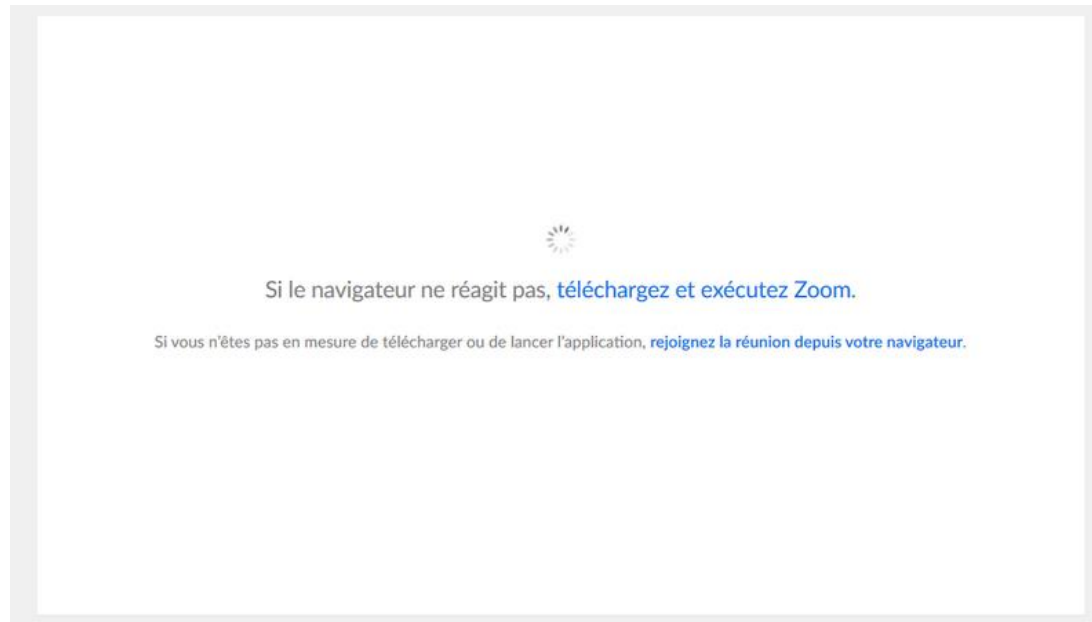 Si le navigateur ne réagit pas, téléchargez et exécutez Zoom.
Si vous n'êtes pas en mesure de télécharger ou de lancer l'application, rejoignez la réunion depuis votre navigateur.